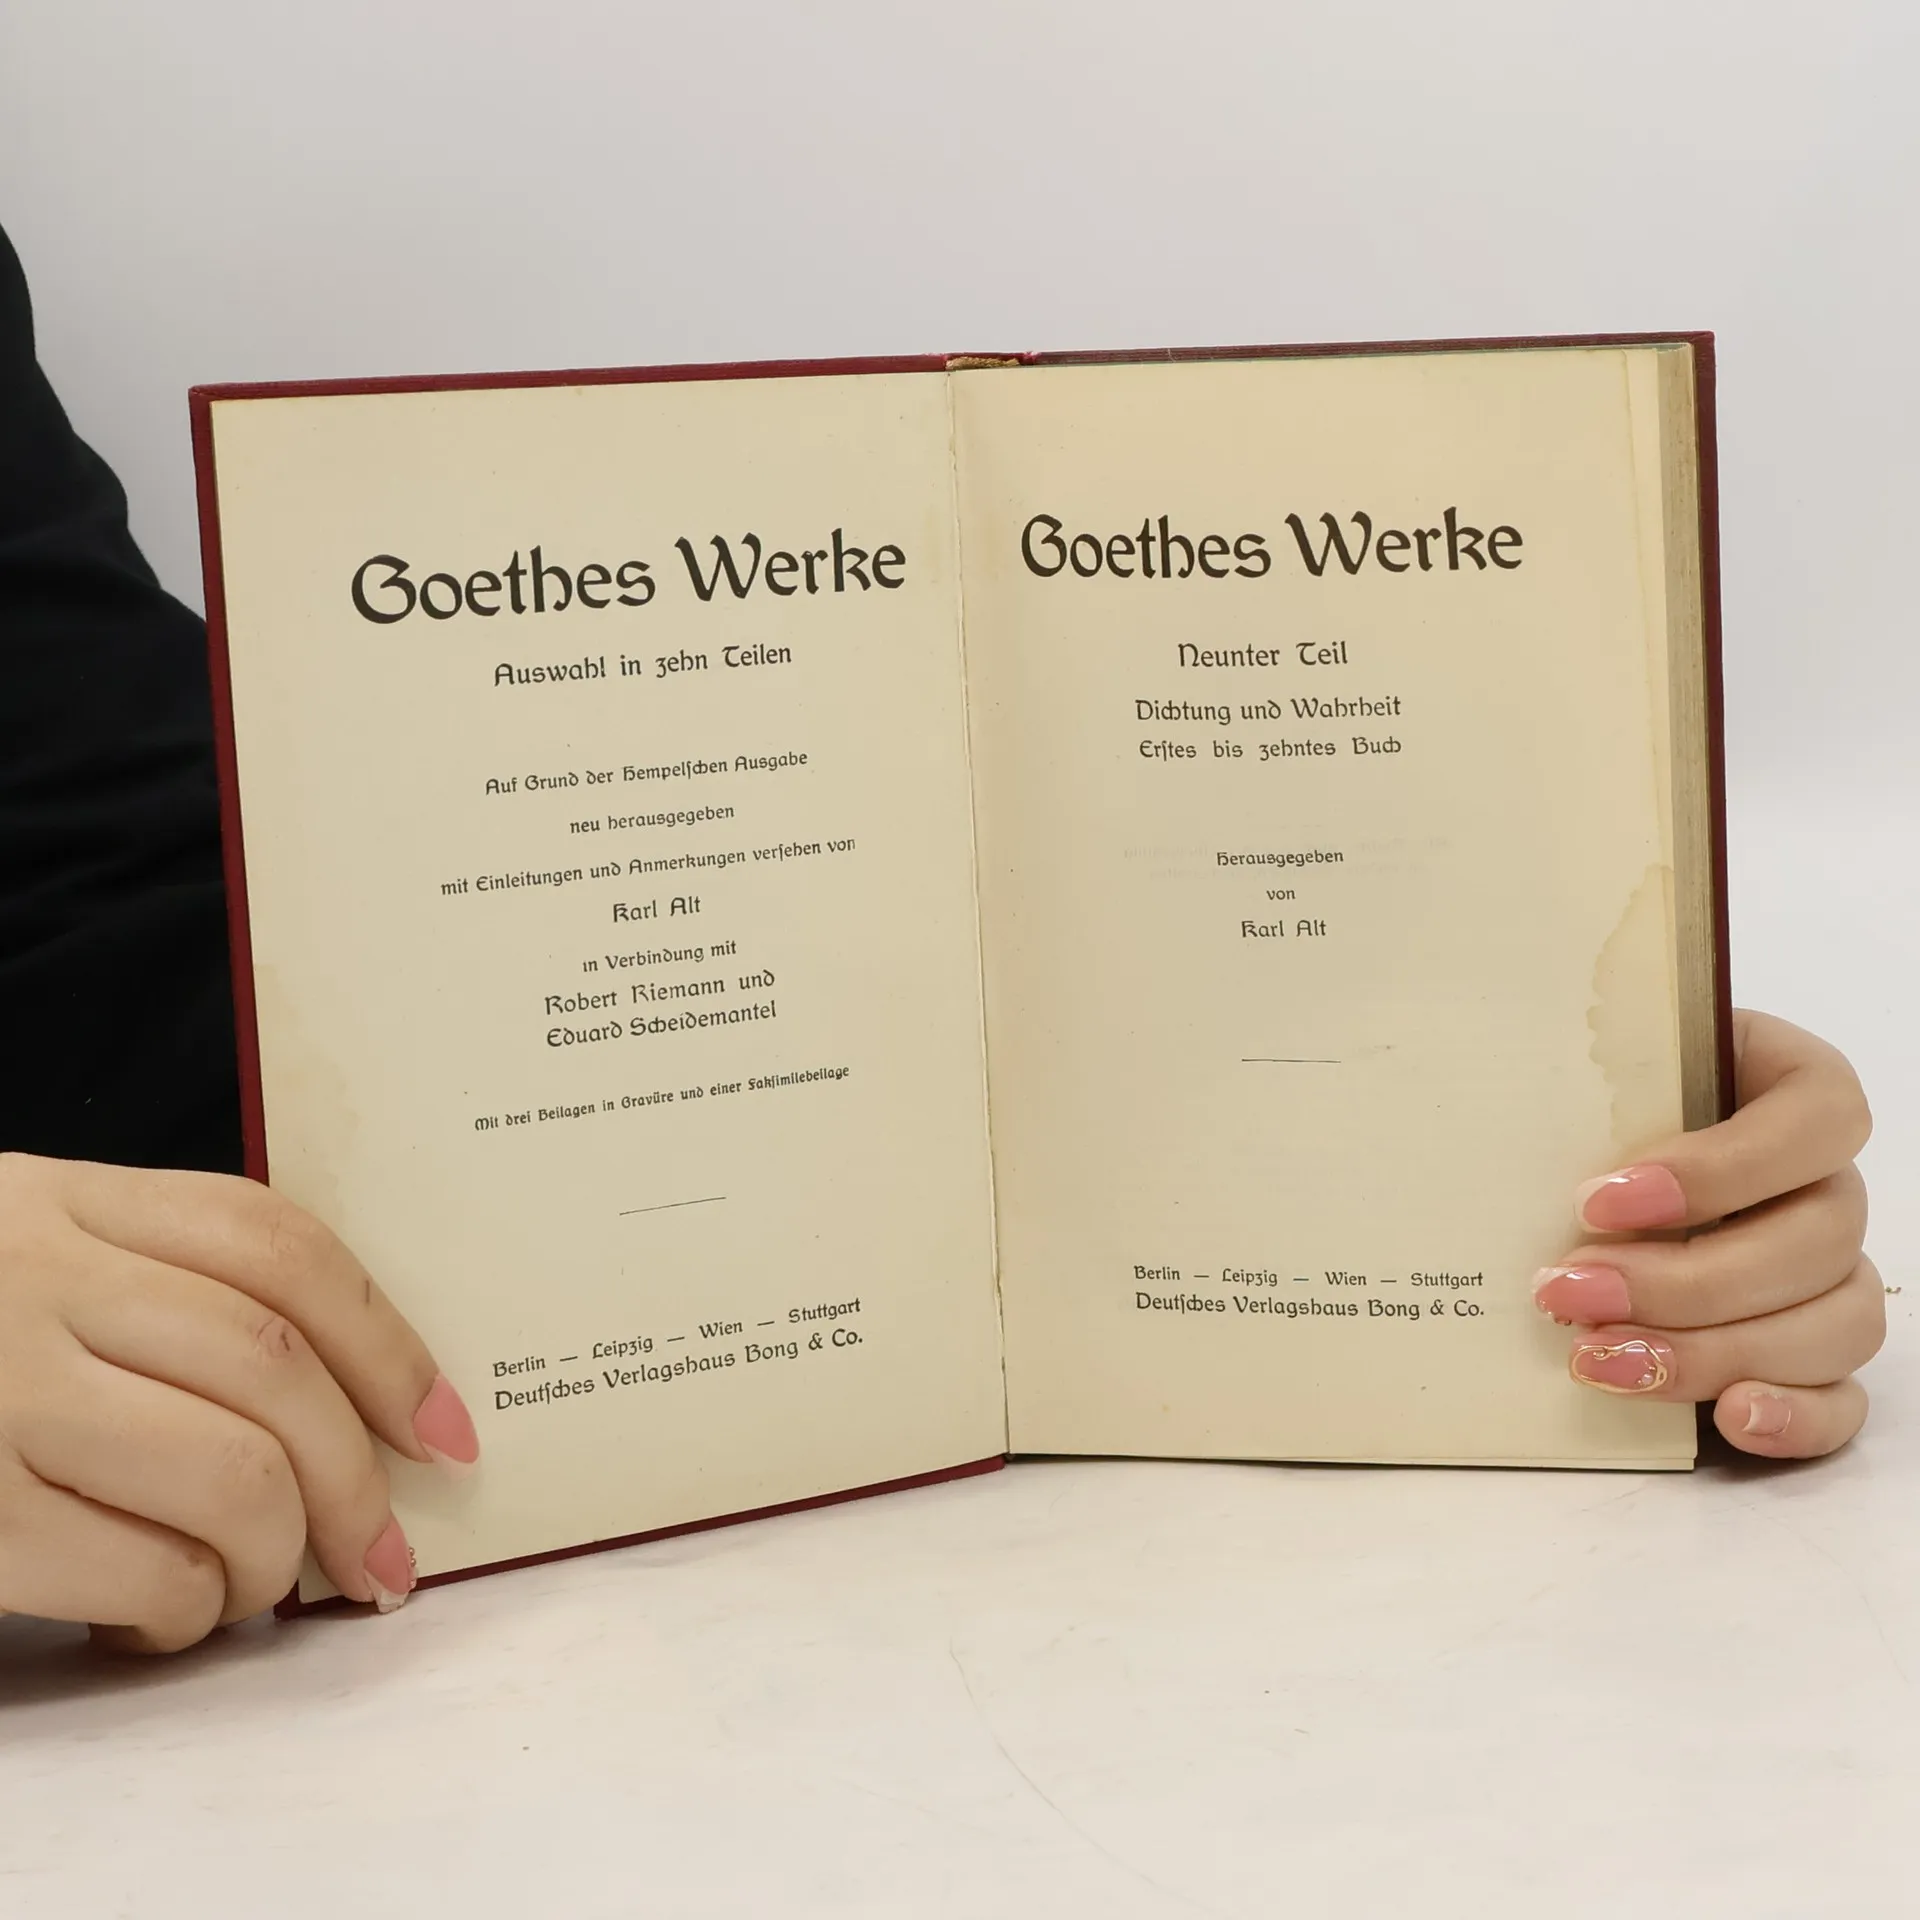 Goethes Werke
Auswahl in zehn Teilen
Auf Grund der Hempelſchen Ausgabe
neu herausgegeben
mit Einleitungen und Anmerkungen verſehen von
Karl Alt
in Verbindung mit
Robert Riemann und
Eduard Scheidemantel
Mit drei Beilagen in Gravüre und einer Fakſimilebeilage
Berlin — Leipzig — Wien — Stuttgart
Deutſches Verlagshaus Bong & Co.
Goethes Werke
Neunter Teil
Dichtung und Wahrheit
Erſtes bis zehntes Buch
Herausgegeben
von
Karl Alt
Berlin — Leipzig — Wien — Stuttgart
Deutſches Verlagshaus Bong & Co.